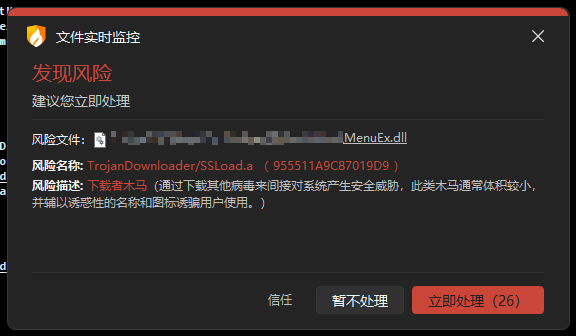 文件实时监控
发现风险
建议您立即处理
风险文件: MenuEx.dll
风险名称: TrojanDownloader/SSLoad.a （ 955511A9C87019D9 ）
风险描述: 下载者木马（通过下载其他病毒来间接对系统产生安全威胁，此类木马通常体积较小，
并辅以诱惑性的名称和图标诱骗用户使用。）
信任 暂不处理 立即处理（26）